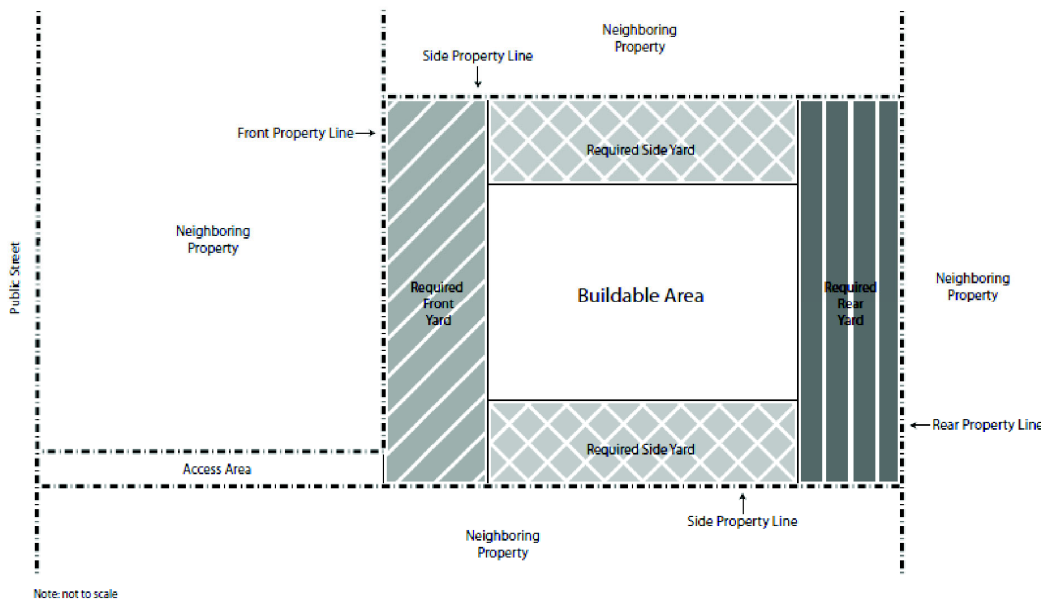 Neighboring
Property
Side Property Line
Front Property Line
Required Side Yard
Neighboring
Property
Public Street
Required
Front
Yard
Buildable Area
Required
Rear
Yard
Neighboring
Property
Rear Property Line
Required Side Yard
Access Area
Side Property Line
Neighboring
Property
Note: not to scale